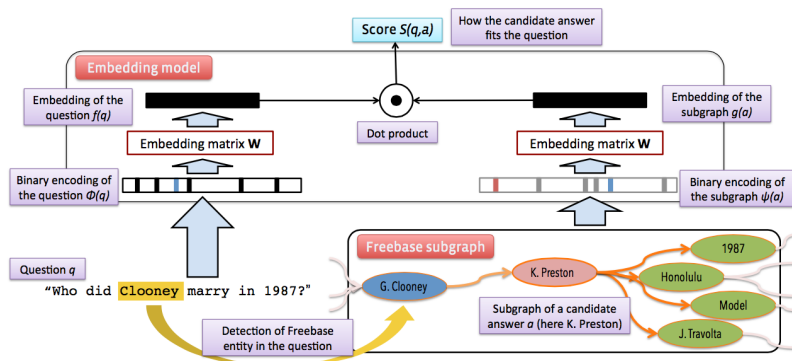 Score S(q,a)
How the candidate answer
fits the question
Embedding model
Embedding of the
question f(q)
Dot product
Embedding of the
subgraph g(a)
Embedding matrix W
Embedding matrix W
Binary encoding of
the question Φ(q)
Binary encoding of
the subgraph ψ(a)
Freebase subgraph
Question q
“Who did Clooney marry in 1987?”
Detection of Freebase
entity in the question
G. Clooney
K. Preston
1987
Honolulu
Model
J. Travolta
Subgraph of a candidate
answer a (here K. Preston)